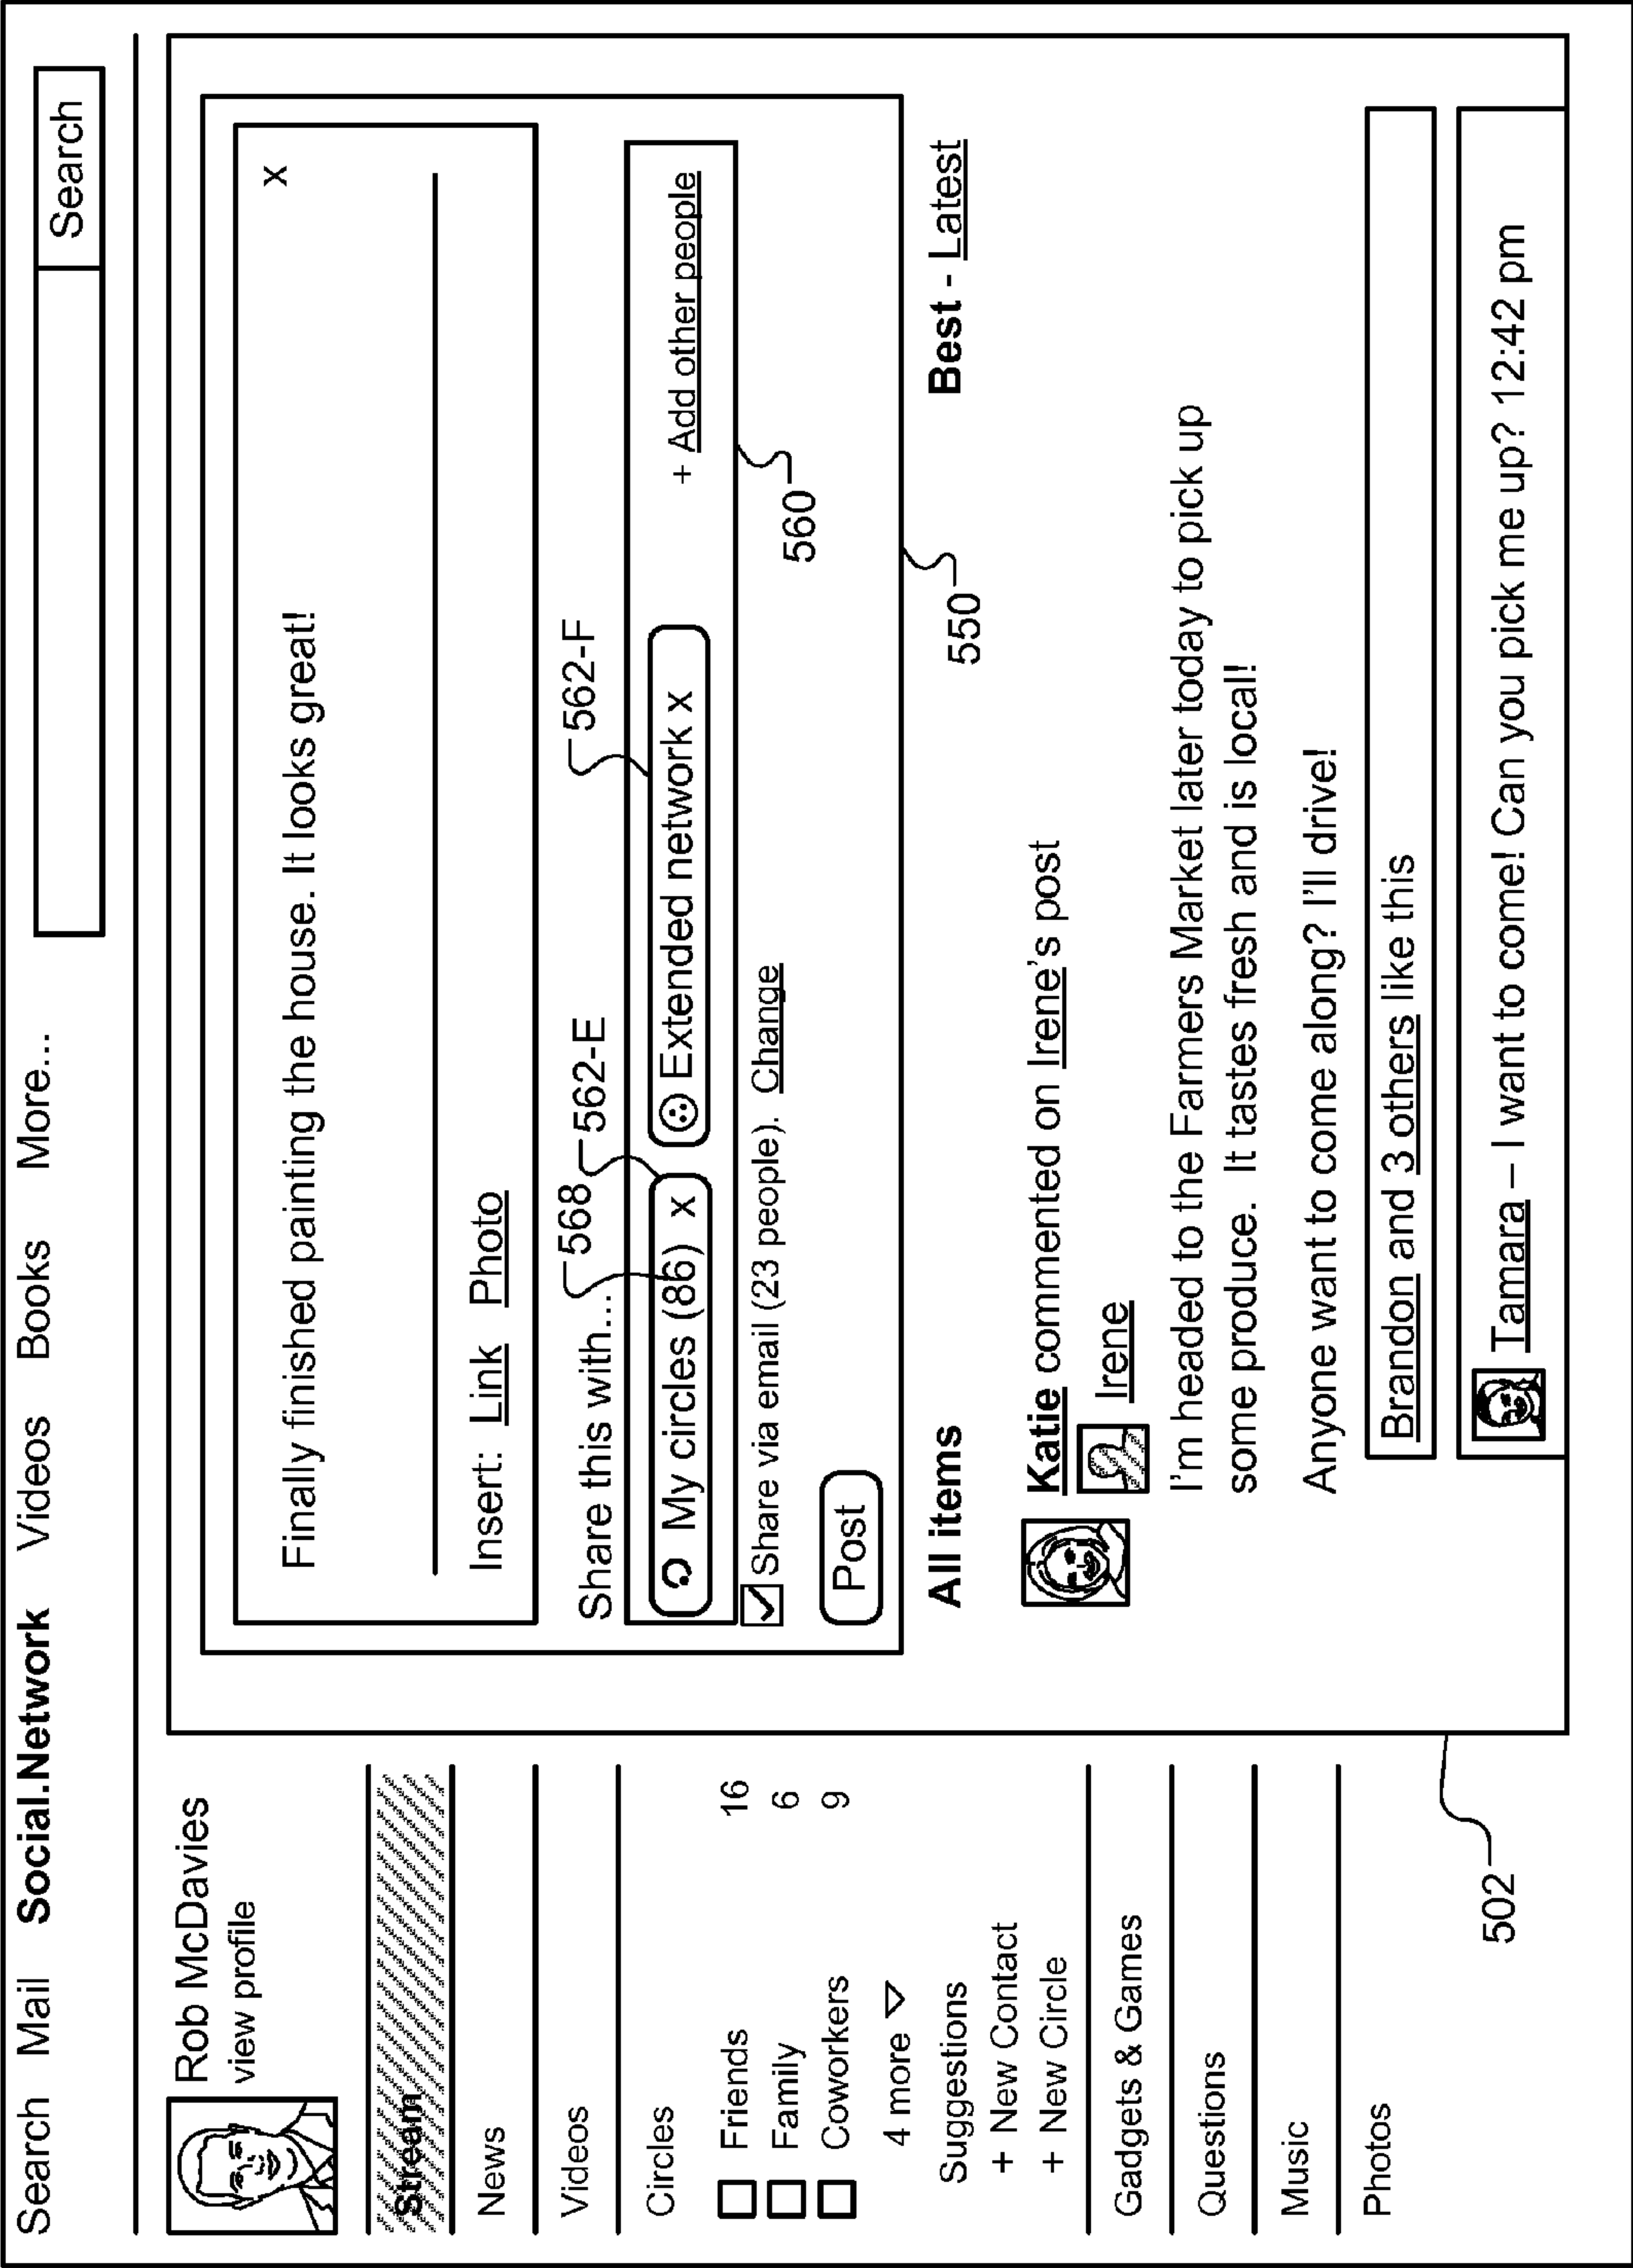 Search Mail Social.Network Videos Books More...
Search
Rob McDavies
view profile
Stream
News
Videos
Circles
Friends 16
Family 6
Coworkers 9
4 more
Suggestions
+ New Contact
+ New Circle
Gadgets & Games
Questions
Music
Photos
502
x
Finally finished painting the house. It looks great!
Insert: Link Photo
Share this with...
568
562-E
562-F
My circles (86) x
Extended network x
+ Add other people
Share via email (23 people). Change
560
Post
550
All items
Best - Latest
Katie commented on Irene's post
Irene
I'm headed to the Farmers Market later today to pick up
some produce. It tastes fresh and is local!
Anyone want to come along? I'll drive!
Brandon and 3 others like this
Tamara – I want to come! Can you pick me up? 12:42 pm